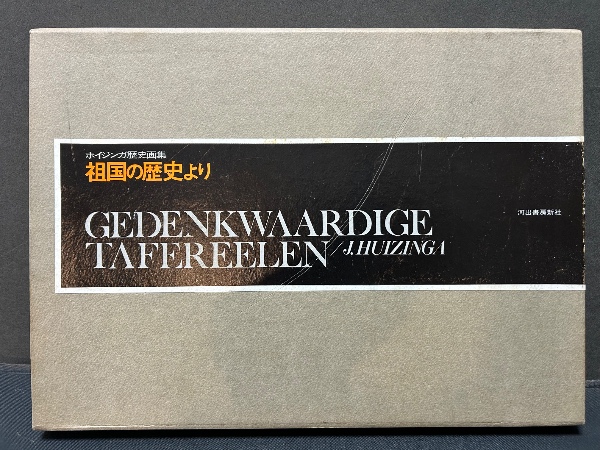 ホイジンガ歴史画集
祖国の歴史より
GEDENKWAARDIGE
TAFEREELEN / J.HUIZINGA
河出書房新社